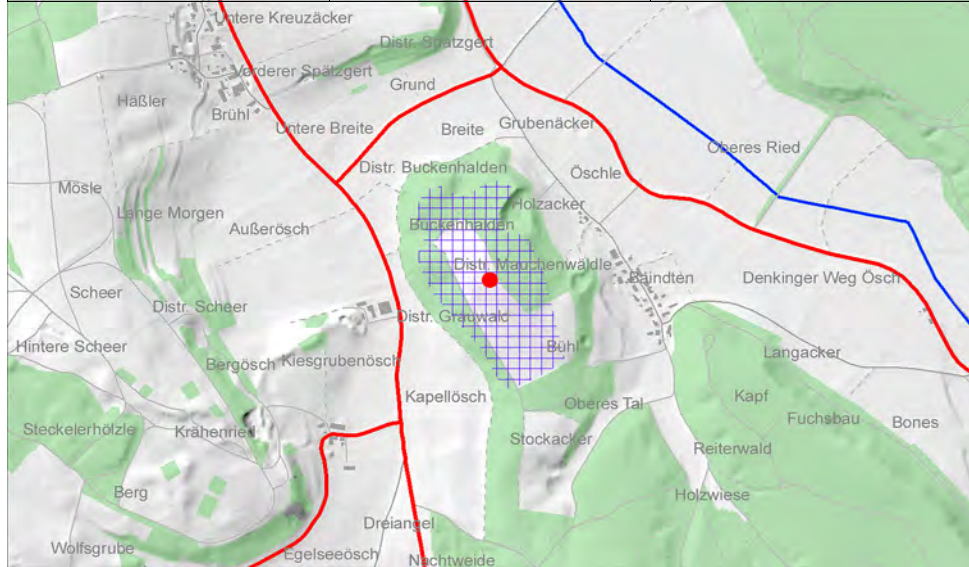 Untere Kreuzäcker
Distr. Spätzgert
Vorderer Spätzgert
Grund
Häßler
Brühl
Untere Breite
Breite
Grubenäcker
Oberes Ried
Distr. Buckenhalden
Öschle
Mösle
Lange Morgen
Holzacker
Außerösch
Buckenhalden
Distr. Mauchenwäldle
Bäindten
Denkinger Weg Ösch
Scheer
Distr. Scheer
Distr. Grauwald
Hintere Scheer
Bergösch
Kiesgrubenösch
Bühl
Langacker
Kapellösch
Oberes Tal
Kapf
Fuchsbau
Bones
Steckelerhölzle
Krähenried
Stockacker
Reiterwald
Berg
Holzwiese
Dreiangel
Wolfsgrube
Egelseeösch
Nachtweide